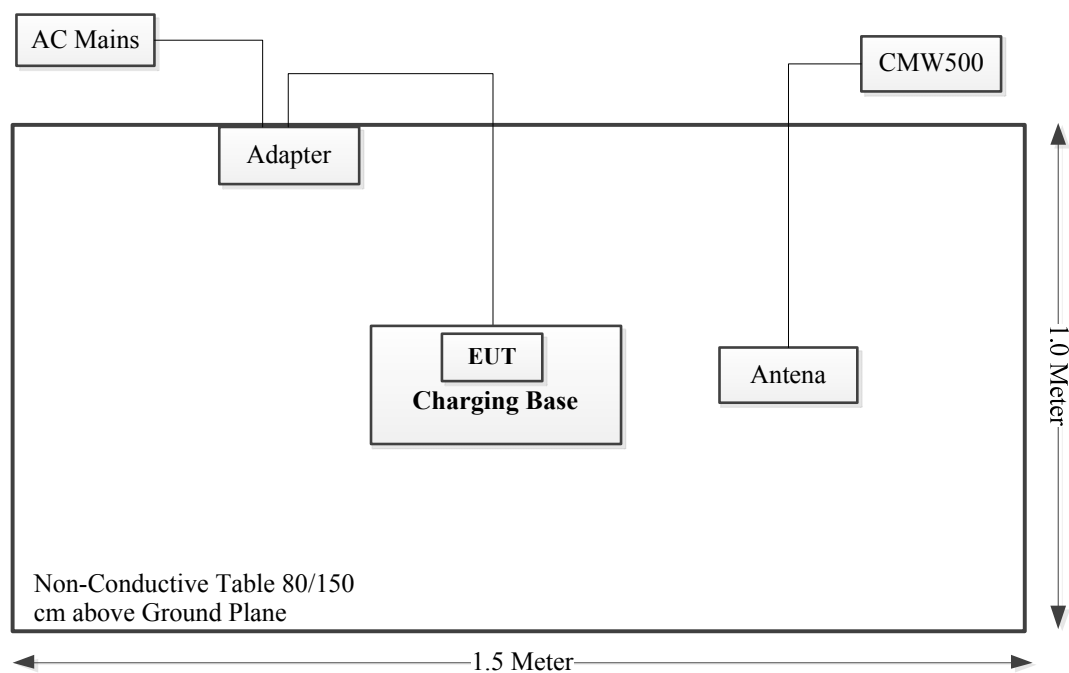 AC Mains
CMW500
Adapter
EUT
Charging Base
Antena
1.0 Meter
Non-Conductive Table 80/150
cm above Ground Plane
1.5 Meter